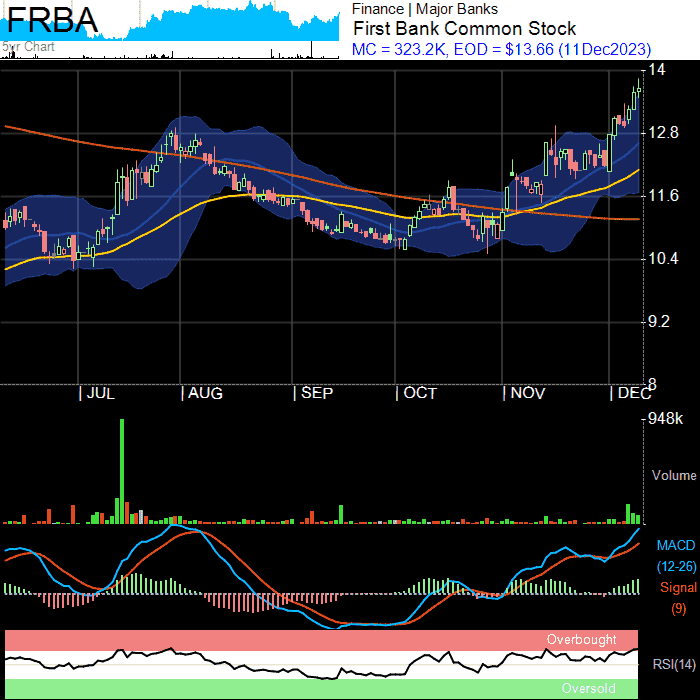 FRBA
5yr Chart
Finance | Major Banks
First Bank Common Stock
MC = 323.2K, EOD = $13.66 (11Dec2023)
14
12.8
11.6
10.4
9.2
8
JUL AUG SEP OCT NOV DEC
948k
Volume
MACD
(12-26)
Signal
(9)
Overbought
RSI(14)
Oversold